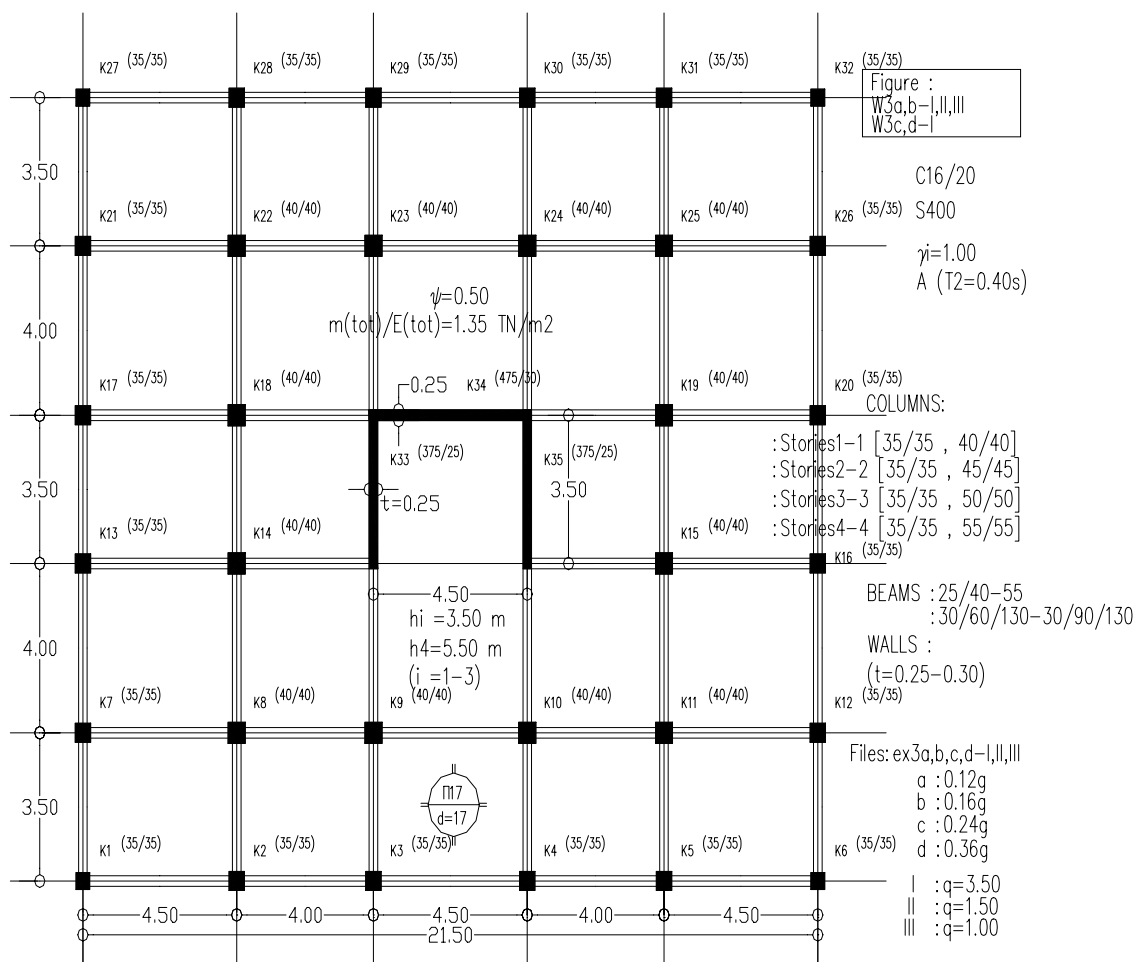 K27 (35/35) K28 (35/35) K29 (35/35) K30 (35/35) K31 (35/35) K32 (35/35)
Figure :
W3a,b-I,II,III
W3c,d-I
3.50
C16/20
K21 (35/35) K22 (40/40) K23 (40/40) K24 (40/40) K25 (40/40) K26 (35/35) S400
γi=1.00
A (T2=0.40s)
ψ=0.50
4.00
m(tot)/E(tot)=1.35 TN/m2
K17 (35/35) K18 (40/40) 0.25 K34 (475/30) K19 (40/40) K20 (35/35)
COLUMNS:
:Stories1-1 [35/35 , 40/40]
K33 (375/25) K35 (375/25)
:Stories2-2 [35/35 , 45/45]
3.50 t=0.25 3.50
:Stories3-3 [35/35 , 50/50]
:Stories4-4 [35/35 , 55/55]
K13 (35/35) K14 (40/40) K15 (40/40) K16 (35/35)
4.50
BEAMS :25/40-55
:30/60/130-30/90/130
hi =3.50 m
h4=5.50 m
(i =1-3)
4.00
WALLS :
(t=0.25-0.30)
K7 (35/35) K8 (40/40) K9 (40/40) K10 (40/40) K11 (40/40) K12 (35/35)
Files: ex3a,b,c,d-I,II,III
a :0.12g
b :0.16g
c :0.24g
d :0.36g
3.50
Π17
d=17
K1 (35/35) K2 (35/35) K3 (35/35) K4 (35/35) K5 (35/35) K6 (35/35)
I :q=3.50
II :q=1.50
III :q=1.00
4.50 4.00 4.50 4.00 4.50
21.50